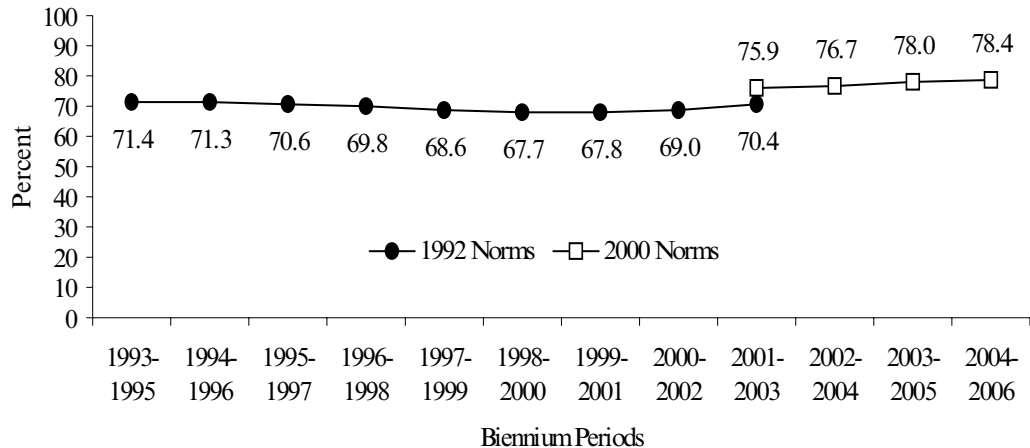 100
90
80
70
60
50
40
30
20
10
0
Percent
75.9 76.7 78.0 78.4
71.4 71.3 70.6 69.8 68.6 67.7 67.8 69.0 70.4
1992 Norms 2000 Norms
1993- 1994- 1995- 1996- 1997- 1998- 1999- 2000- 2001- 2002- 2003- 2004-
1995 1996 1997 1998 1999 2000 2001 2002 2003 2004 2005 2006
Biennium Periods